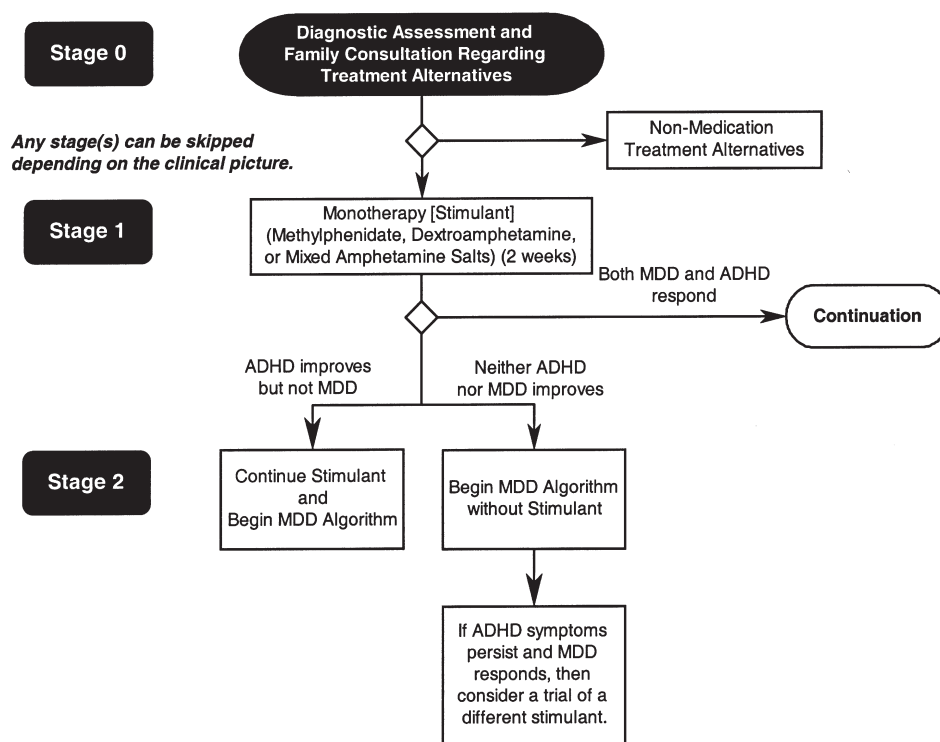 Stage 0
Diagnostic Assessment and
Family Consultation Regarding
Treatment Alternatives
Any stage(s) can be skipped
depending on the clinical picture.
Non-Medication
Treatment Alternatives
Stage 1
Monotherapy [Stimulant]
(Methylphenidate, Dextroamphetamine,
or Mixed Amphetamine Salts) (2 weeks)
Both MDD and ADHD
respond
Continuation
ADHD improves
but not MDD
Neither ADHD
nor MDD improves
Stage 2
Continue Stimulant
and
Begin MDD Algorithm
Begin MDD Algorithm
without Stimulant
If ADHD symptoms
persist and MDD
responds, then
consider a trial of a
different stimulant.